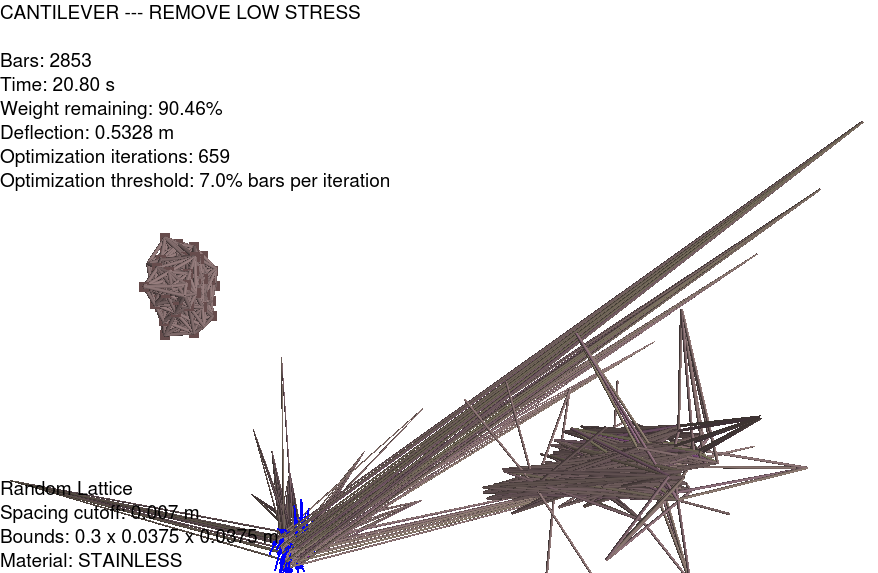 CANTILEVER --- REMOVE LOW STRESS
Bars: 2853
Time: 20.80 s
Weight remaining: 90.46%
Deflection: 0.5328 m
Optimization iterations: 659
Optimization threshold: 7.0% bars per iteration
Random Lattice
Spacing cutoff: 0.007 m
Bounds: 0.3 x 0.0375 x 0.0375 m
Material: STAINLESS